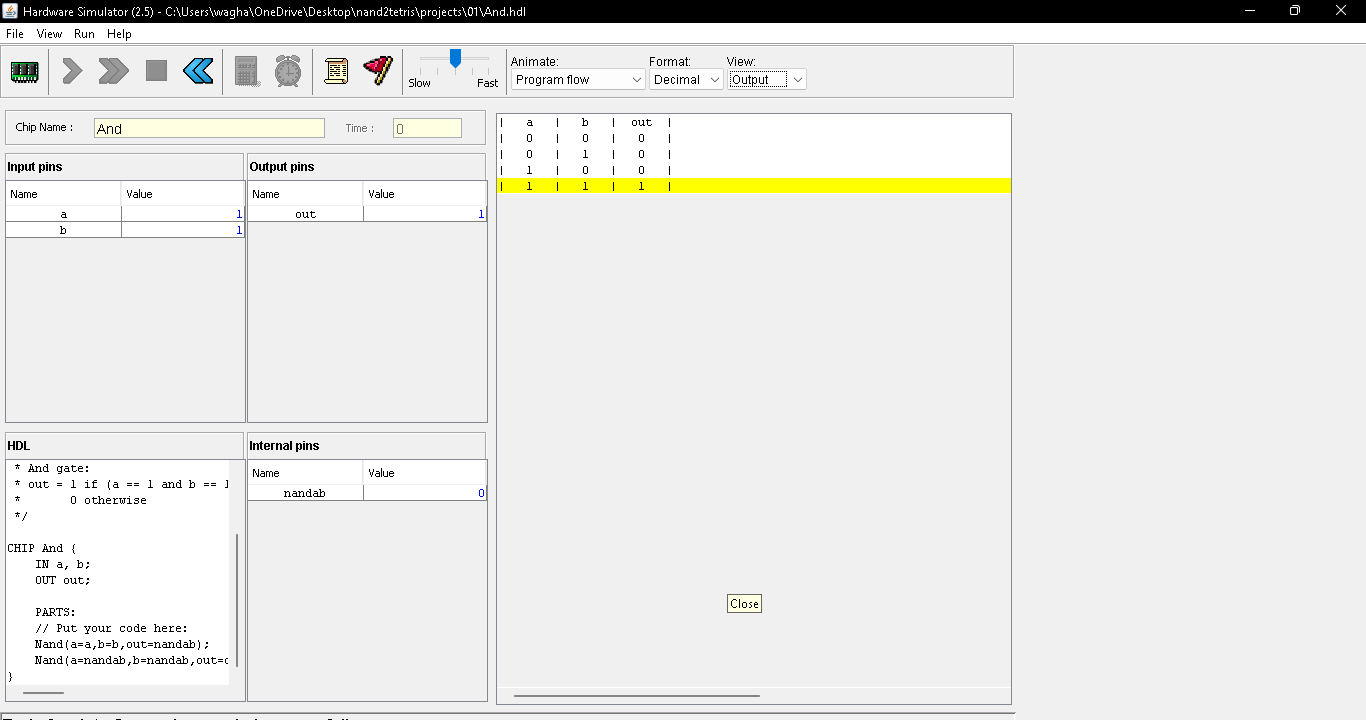 Hardware Simulator (2.5) - C:\Users\wagha\OneDrive\Desktop\nand2tetris\projects\01\And.hdl
File View Run Help
Slow Fast
Animate: Format: View:
Program flow Decimal Output
Chip Name : And Time : 0
Input pins
Name Value
a 1
b 1
Output pins
Name Value
out 1
HDL
* And gate:
* out = 1 if (a == 1 and b == 1
* 0 otherwise
*/
CHIP And {
IN a, b;
OUT out;
PARTS:
// Put your code here:
Nand(a=a,b=b,out=nandab);
Nand(a=nandab,b=nandab,out=
}
Internal pins
Name Value
nandab 0
| a | b | out |
| 0 | 0 | 0 |
| 0 | 1 | 0 |
| 1 | 0 | 0 |
| 1 | 1 | 1 |
Close